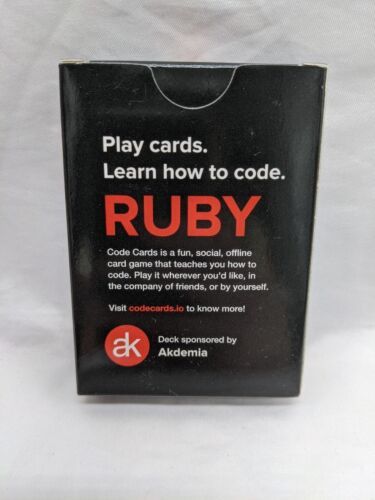 Play cards.
Learn how to code.
RUBY
Code Cards is a fun, social, offline
card game that teaches you how to
code. Play it wherever you'd like, in
the company of friends, or by yourself.
Visit codecards.io to know more!
ak
Deck sponsored by
Akdemia